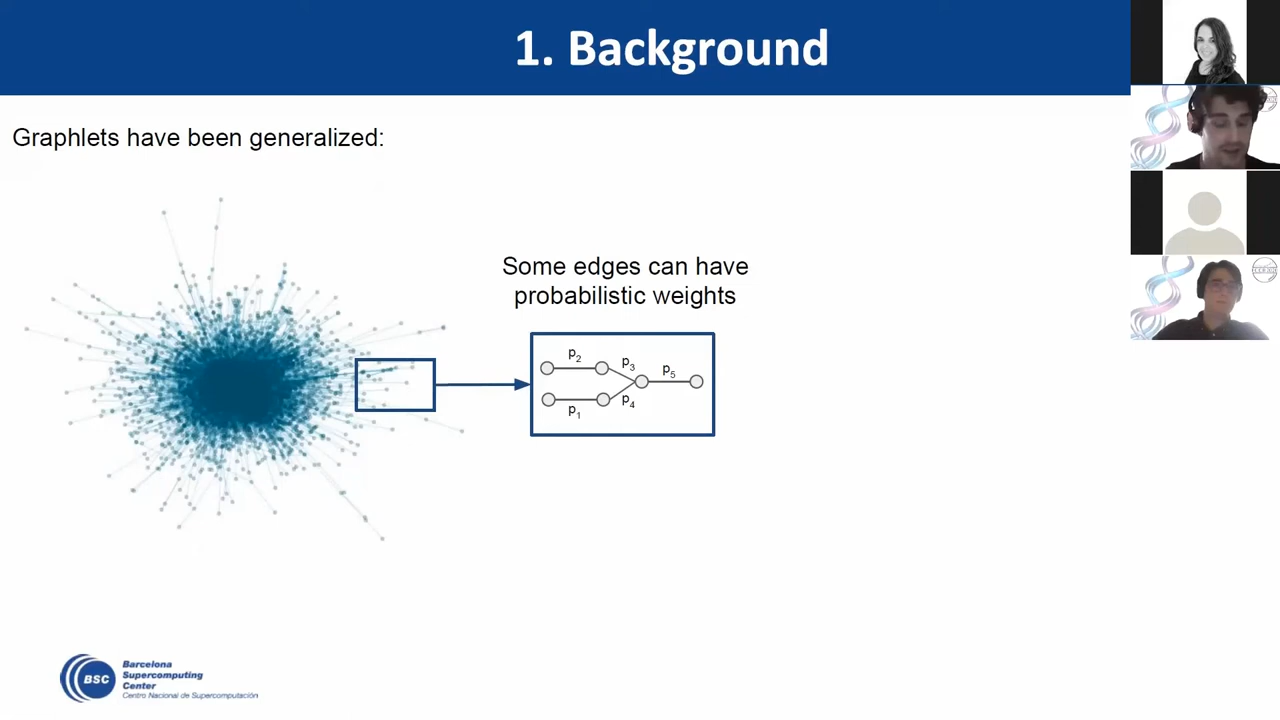 1. Background
Graphlets have been generalized:
Some edges can have
probabilistic weights
p2
p3
p5
p1
p4
BSC
Barcelona
Supercomputing
Center
Centro Nacional de Supercomputación